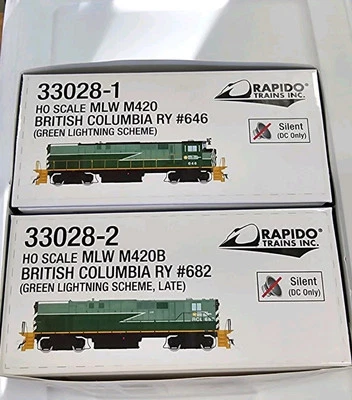 33028-1
HO SCALE MLW M420
BRITISH COLUMBIA RY #646
(GREEN LIGHTNING SCHEME)
RAPIDO®
TRAINS INC.
Silent
(DC Only)
646
33028-2
HO SCALE MLW M420B
BRITISH COLUMBIA RY #682
(GREEN LIGHTNING SCHEME, LATE)
RAPIDO®
TRAINS INC.
Silent
(DC Only)